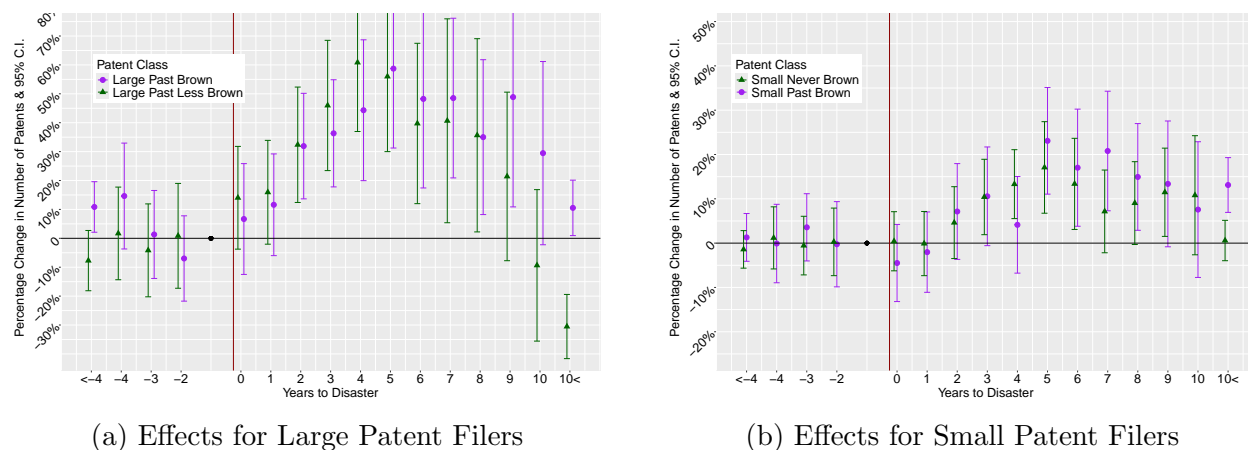 80%
70%
60%
50%
40%
30%
20%
10%
0
−10%
−20%
−30%
Percentage Change in Number of Patents & 95% C.I.
Patent Class
Large Past Brown
Large Past Less Brown
<−4 −4 −3 −2 0 1 2 3 4 5 6 7 8 9 10 10<
Years to Disaster
(a) Effects for Large Patent Filers
50%
40%
30%
20%
10%
0
−10%
−20%
Percentage Change in Number of Patents & 95% C.I.
Patent Class
Small Never Brown
Small Past Brown
<−4 −4 −3 −2 0 1 2 3 4 5 6 7 8 9 10 10<
Years to Disaster
(b) Effects for Small Patent Filers